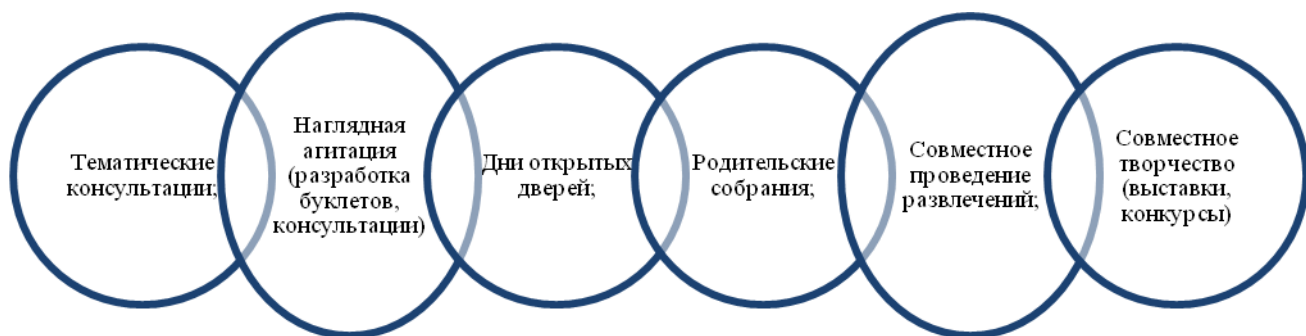 Тематические
консультации;
Наглядная
агитация
(разработка
буклетов,
консультации)
Дни открытых
дверей;
Родительские
собрания;
Совместное
проведение
развлечений;
Совместное
творчество
(выставки,
конкурсы)